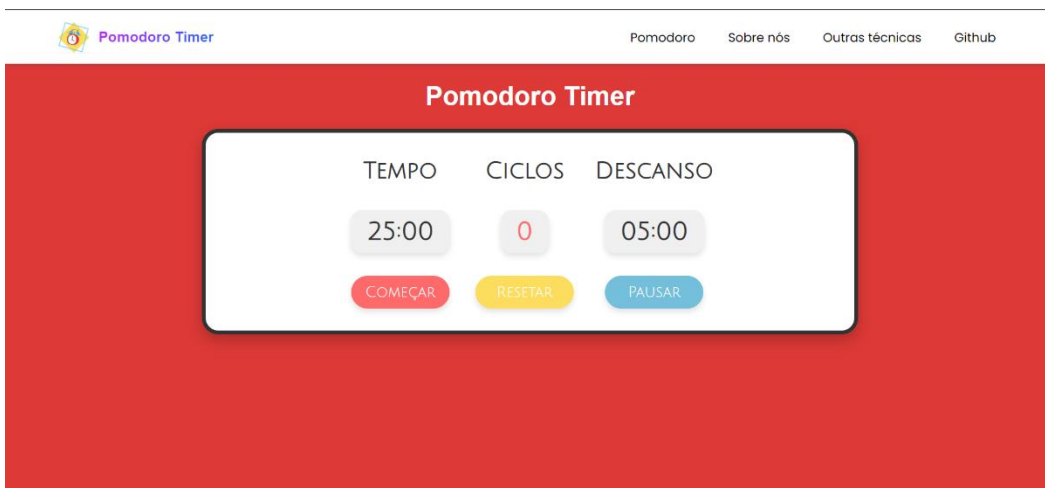 Pomodoro Timer
Pomodoro Sobre nós Outras técnicas Github
Pomodoro Timer
Tempo Ciclos Descanso
25:00 0 05:00
Começar Resetar Pausar